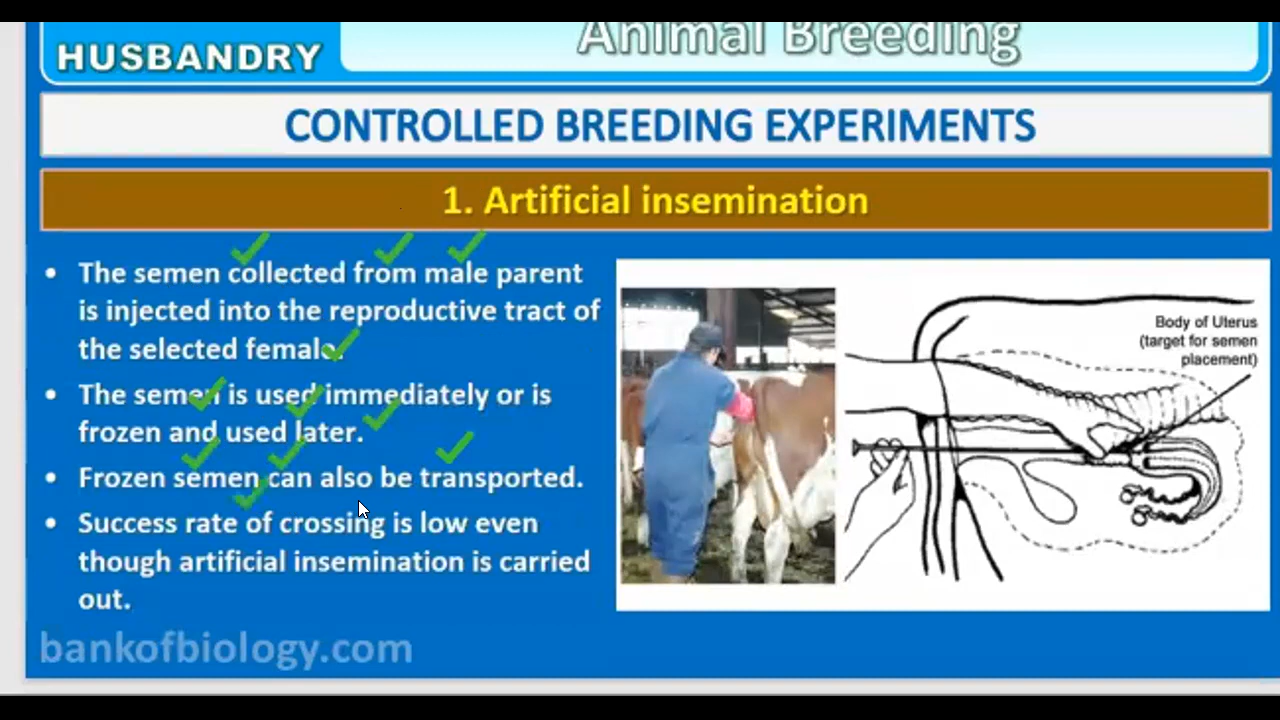 Animal Breeding
HUSBANDRY
CONTROLLED BREEDING EXPERIMENTS
1. Artificial insemination
• The semen collected from male parent
is injected into the reproductive tract of
the selected female.
• The semen is used immediately or is
frozen and used later.
• Frozen semen can also be transported.
• Success rate of crossing is low even
though artificial insemination is carried
out.
Body of Uterus
(target for semen
placement)
bankofbiology.com